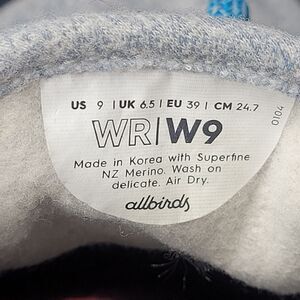 US 9 | UK 6.5 | EU 39 | CM 24.7
WR|W9
Made in Korea with Superfine
NZ Merino. Wash on
delicate. Air Dry.
allbirds
0104